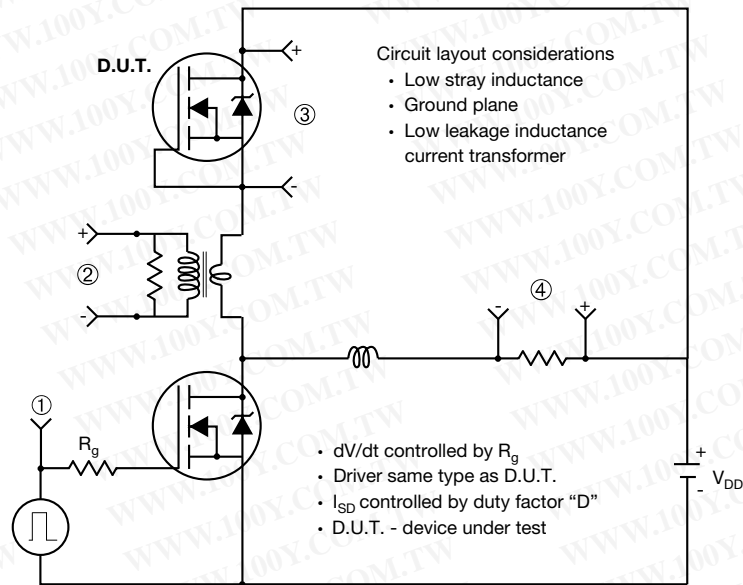 D.U.T.
+
③
-
Circuit layout considerations
• Low stray inductance
• Ground plane
• Low leakage inductance
current transformer
+
②
-
④
-
+
①
Rg
• dV/dt controlled by Rg
• Driver same type as D.U.T.
• ISD controlled by duty factor “D”
• D.U.T. - device under test
+
VDD
-
WWW.100Y.COM.TW